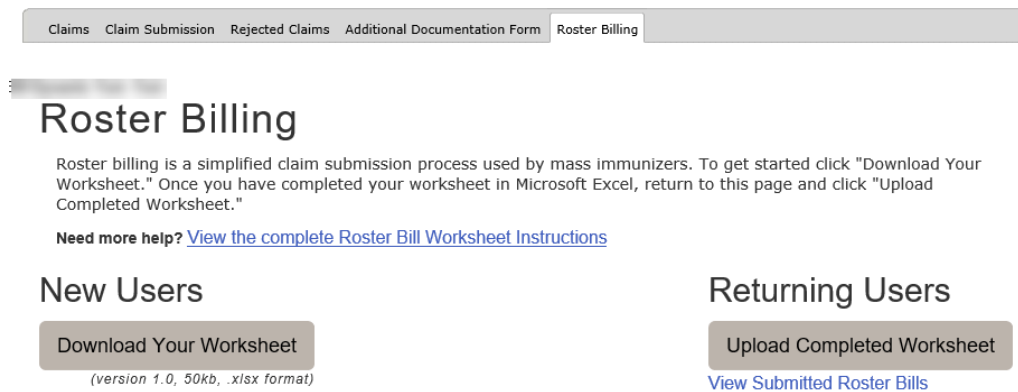 Claims Claim Submission Rejected Claims Additional Documentation Form Roster Billing
Roster Billing
Roster billing is a simplified claim submission process used by mass immunizers. To get started click "Download Your
Worksheet." Once you have completed your worksheet in Microsoft Excel, return to this page and click "Upload
Completed Worksheet."
Need more help? View the complete Roster Bill Worksheet Instructions
New Users
Download Your Worksheet
(version 1.0, 50kb, .xlsx format)
Returning Users
Upload Completed Worksheet
View Submitted Roster Bills